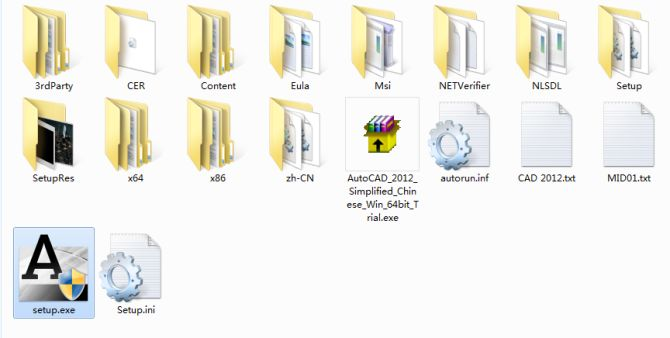 3rdParty
CER
Content
Eula
Msi
NETVerifier
NLSDL
Setup
SetupRes
x64
x86
zh-CN
AutoCAD_2012_
Simplified_Chin
ese_Win_64bit_T
rial.exe
autorun.inf
CAD 2012.txt
MID01.txt
A
setup.exe
Setup.ini